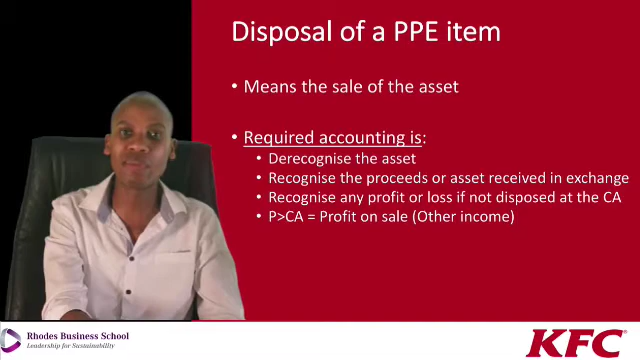 Disposal of a PPE item
• Means the sale of the asset
• Required accounting is:
• Derecognise the asset
• Recognise the proceeds or asset received in exchange
• Recognise any profit or loss if not disposed at the CA
• P>CA = Profit on sale (Other income)
Rhodes Business School
Leadership for Sustainability
KFC